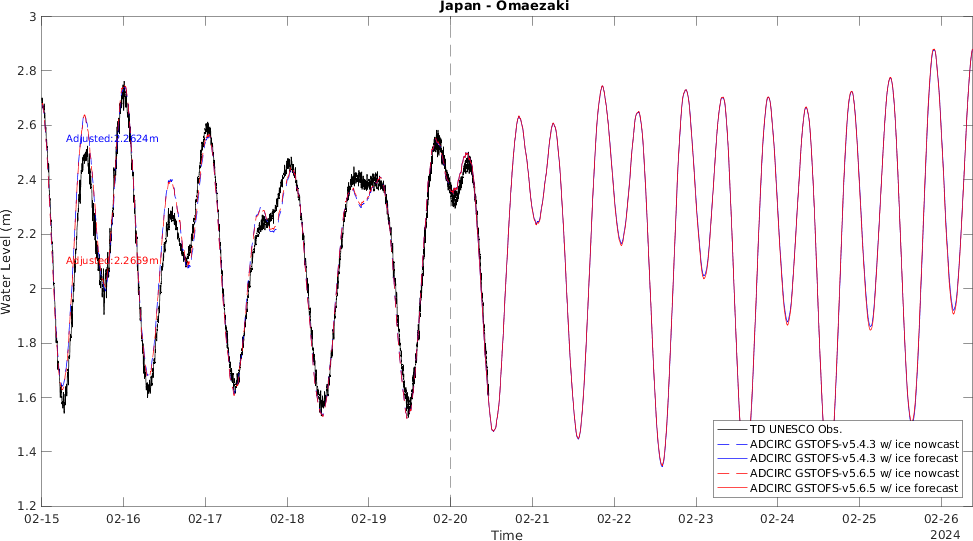 Japan - Omaezaki
Water Level (m)
3
2.8
2.6
2.4
2.2
2
1.8
1.6
1.4
1.2
Adjusted:2.2624m
Adjusted:2.2659m
TD UNESCO Obs.
ADCIRC GSTOFS-v5.4.3 w/ ice nowcast
ADCIRC GSTOFS-v5.4.3 w/ ice forecast
ADCIRC GSTOFS-v5.6.5 w/ ice nowcast
ADCIRC GSTOFS-v5.6.5 w/ ice forecast
02-15 02-16 02-17 02-18 02-19 02-20 02-21 02-22 02-23 02-24 02-25 02-26
Time
2024